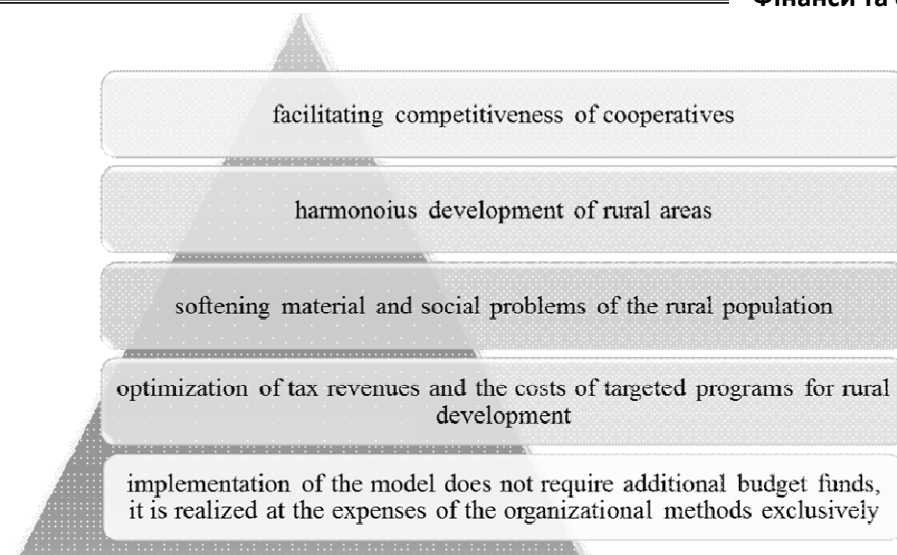 Фінанси та
facilitating competitiveness of cooperatives
harmonoius development of rural areas
softening material and social problems of the rural population
optimization of tax revenues and the costs of targeted programs for rural
development
implementation of the model does not require additional budget funds,
it is realized at the expenses of the organizational methods exclusively